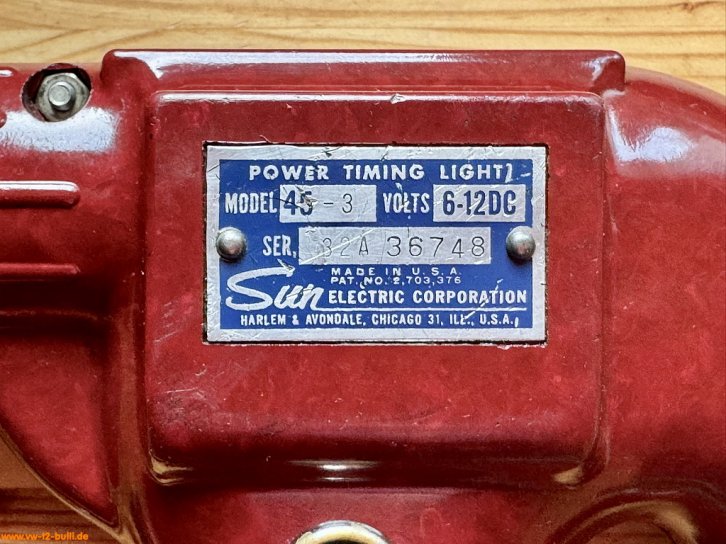 POWER TIMING LIGHT
MODEL 45 - 3 VOLTS 6-12DC
SER. 32A 36748
MADE IN U.S.A.
PAT. NO. 2,703,376
Sun ELECTRIC CORPORATION
HARLEM & AVONDALE, CHICAGO 31, ILL., U.S.A.
www.vw-t2-bulli.de